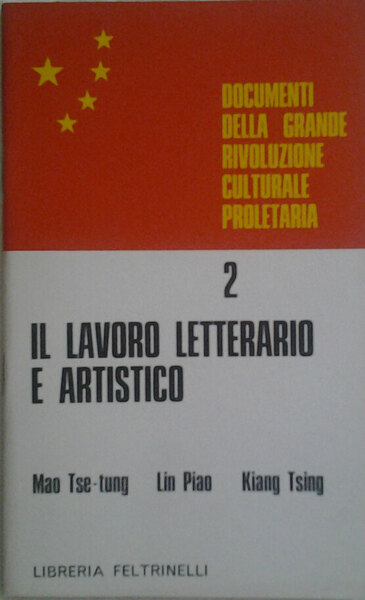 DOCUMENTI
DELLA GRANDE
RIVOLUZIONE
CULTURALE
PROLETARIA
2
IL LAVORO LETTERARIO
E ARTISTICO
Mao Tse-tung Lin Piao Kiang Tsing
LIBRERIA FELTRINELLI